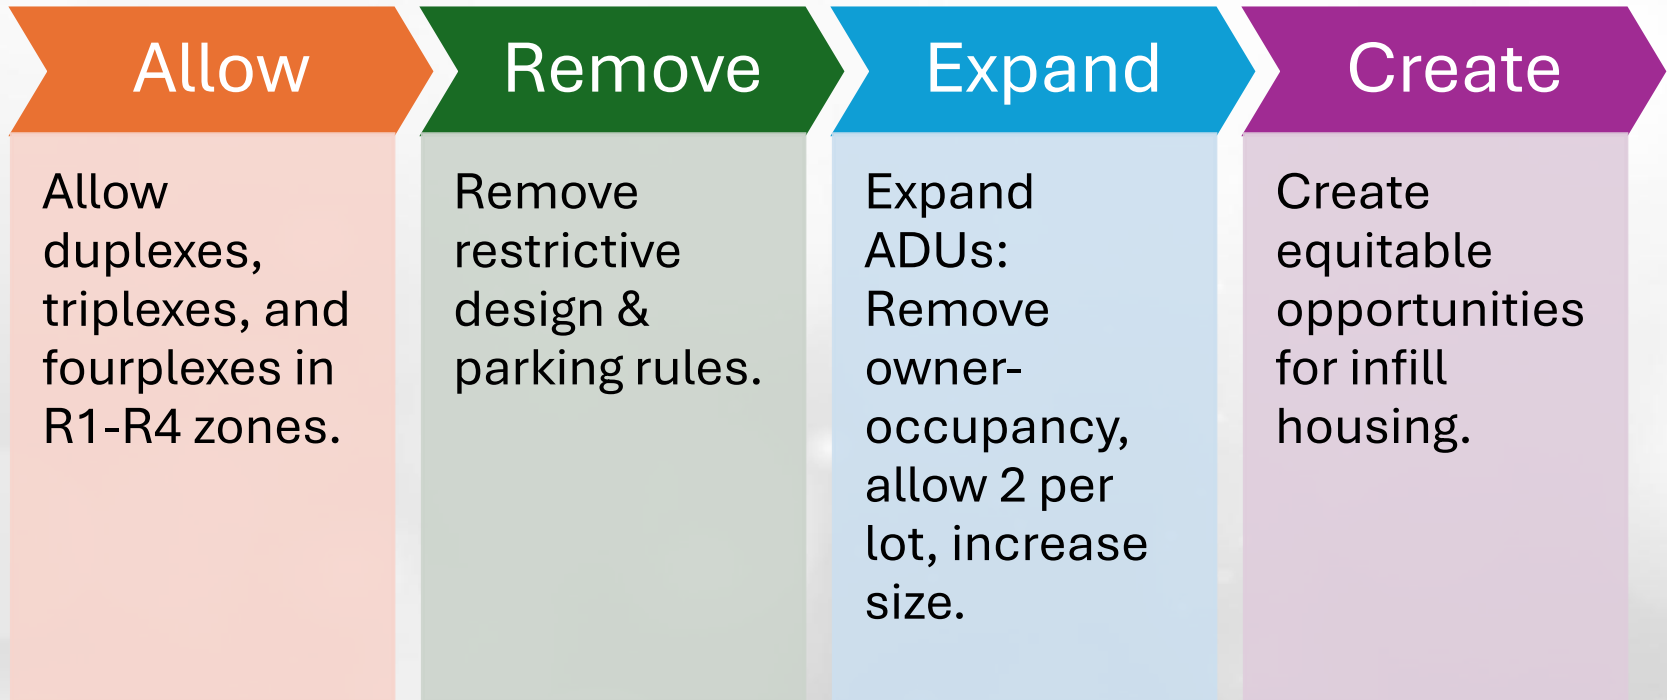 Allow
Allow
duplexes,
triplexes, and
fourplexes in
R1-R4 zones.
Remove
Remove
restrictive
design &
parking rules.
Expand
Expand
ADUs:
Remove
owner-
occupancy,
allow 2 per
lot, increase
size.
Create
Create
equitable
opportunities
for infill
housing.